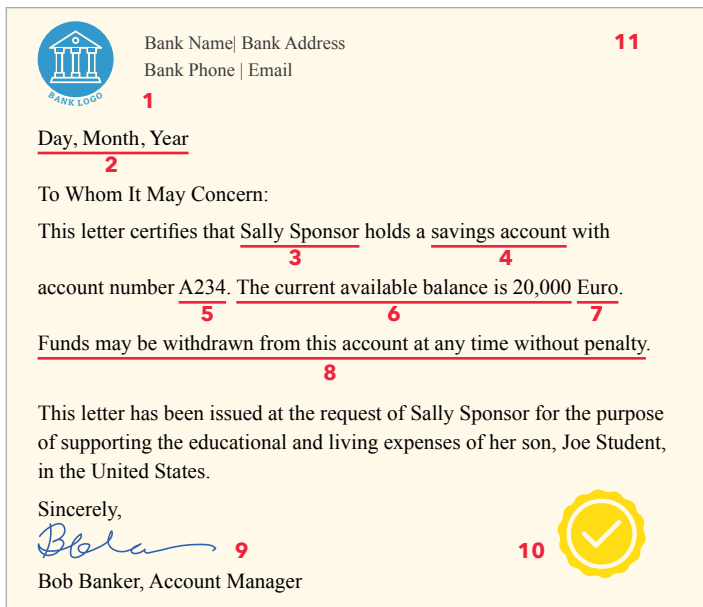 Bank Name| Bank Address
11
Bank Phone | Email
BANK LOGO
1
Day, Month, Year
2
To Whom It May Concern:
This letter certifies that Sally Sponsor holds a savings account with
3 4
account number A234. The current available balance is 20,000 Euro.
5 6 7
Funds may be withdrawn from this account at any time without penalty.
8
This letter has been issued at the request of Sally Sponsor for the purpose
of supporting the educational and living expenses of her son, Joe Student,
in the United States.
Sincerely,
9 10
Bob Banker, Account Manager